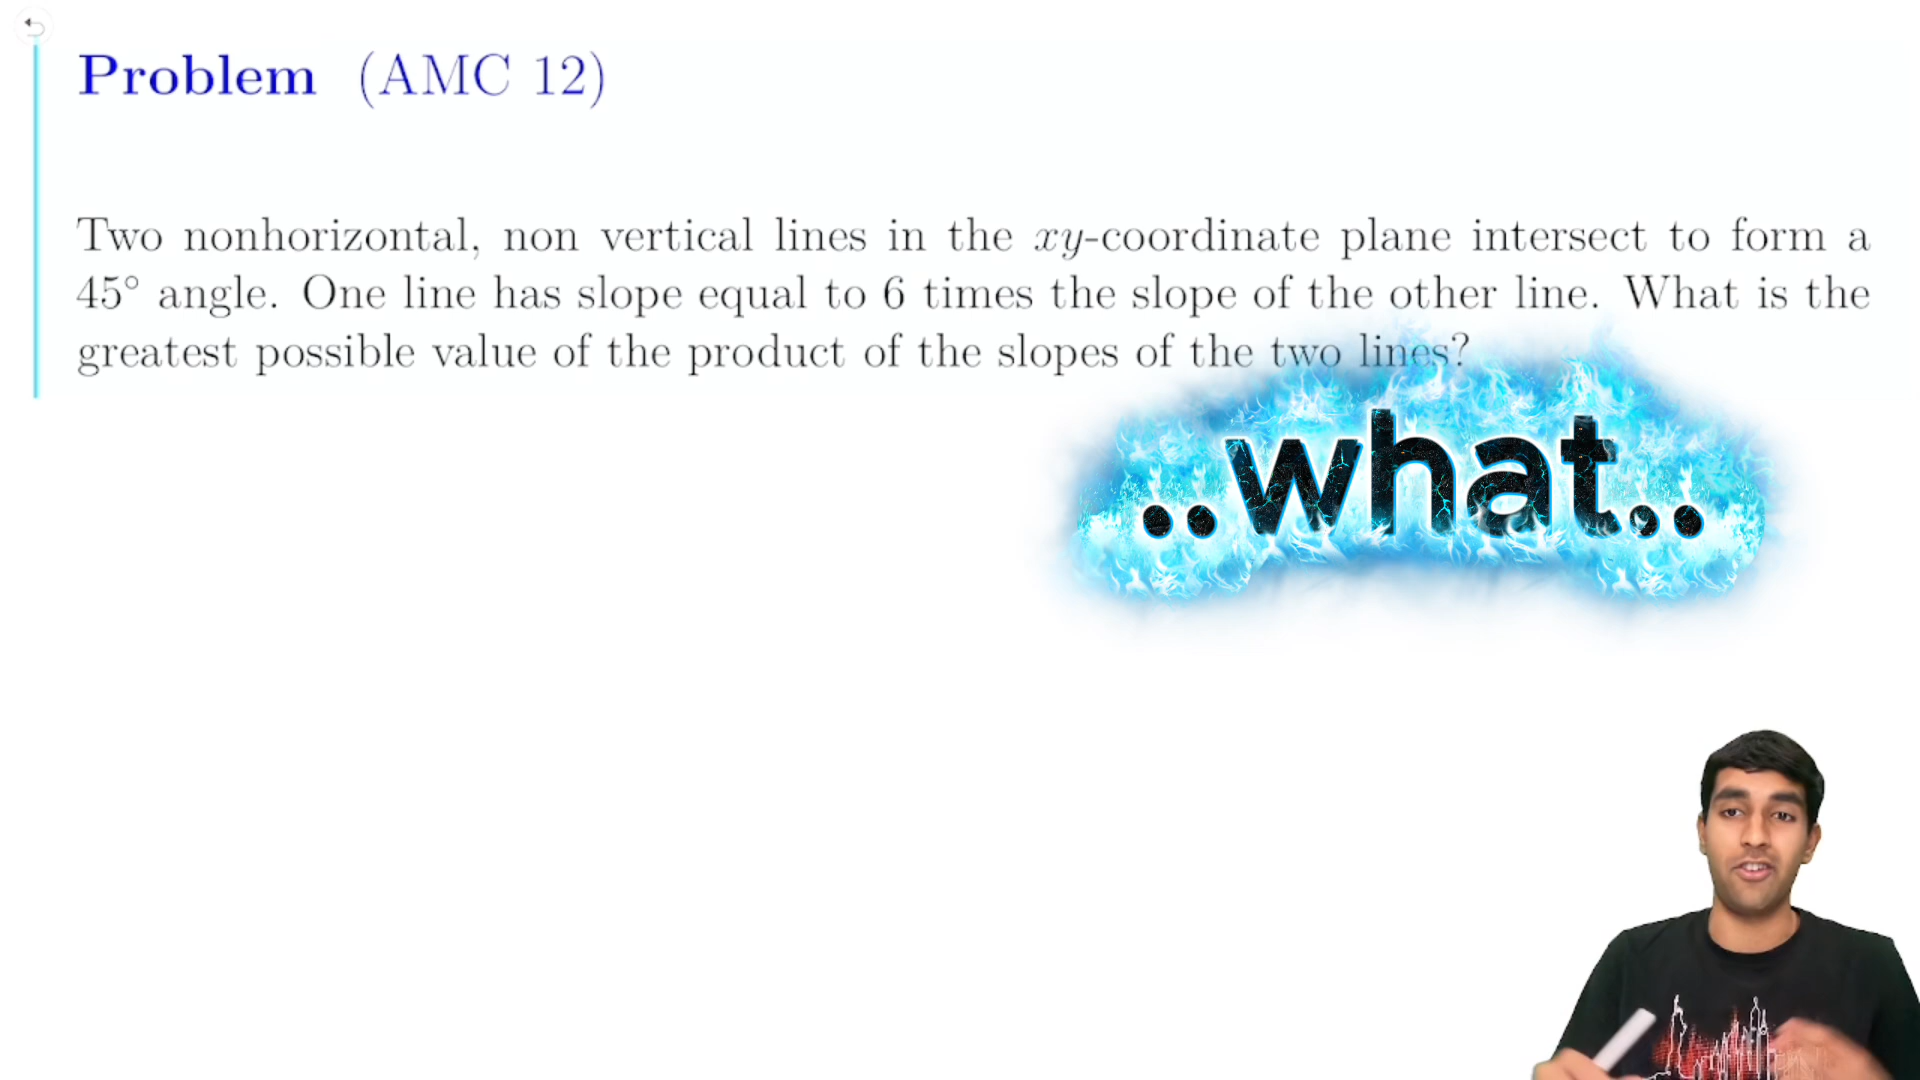 Problem (AMC 12)
Two nonhorizontal, non vertical lines in the xy-coordinate plane intersect to form a
45° angle. One line has slope equal to 6 times the slope of the other line. What is the
greatest possible value of the product of the slopes of the two lines?
..what..